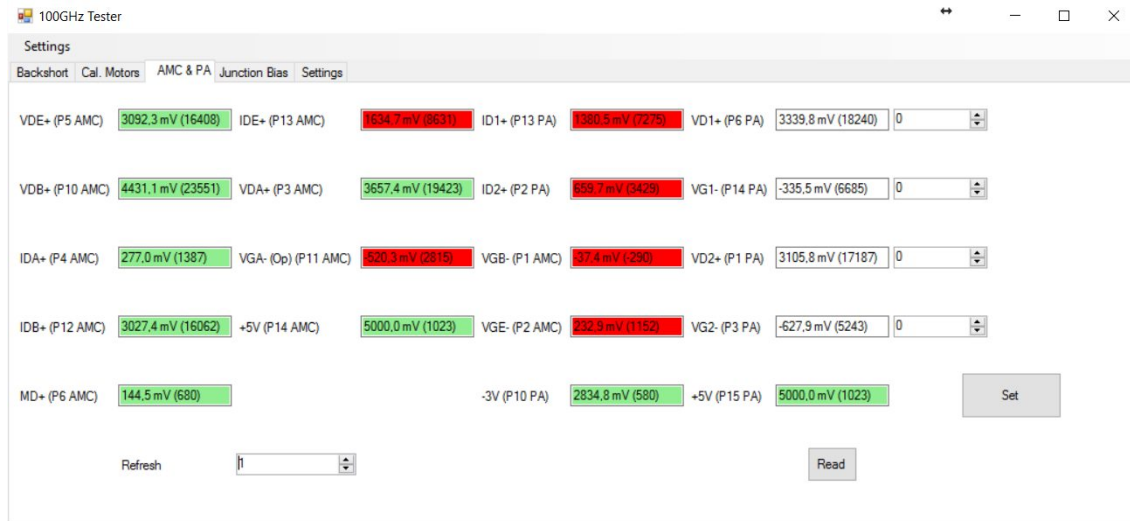 100GHz Tester
Settings
Backshort Cal. Motors AMC & PA Junction Bias Settings
VDE+ (P5 AMC) 3092,3 mV (16408) IDE+ (P13 AMC) 1634,7 mV (8631) ID1+ (P13 PA) 1380,5 mV (7275) VD1+ (P6 PA) 3339,8 mV (18240) 0
VDB+ (P10 AMC) 4431,1 mV (23551) VDA+ (P3 AMC) 3657,4 mV (19423) ID2+ (P2 PA) 659,7 mV (3429) VG1- (P14 PA) -335,5 mV (6685) 0
IDA+ (P4 AMC) 277,0 mV (1387) VGA- (Op) (P11 AMC) -520,3 mV (2815) VGB- (P1 AMC) -37,4 mV (-290) VD2+ (P1 PA) 3105,8 mV (17187) 0
IDB+ (P12 AMC) 3027,4 mV (16062) +5V (P14 AMC) 5000,0 mV (1023) VGE- (P2 AMC) 232,9 mV (1152) VG2- (P3 PA) -627,9 mV (5243) 0
MD+ (P6 AMC) 144,5 mV (680) -3V (P10 PA) 2834,8 mV (580) +5V (P15 PA) 5000,0 mV (1023) Set
Refresh 1 Read